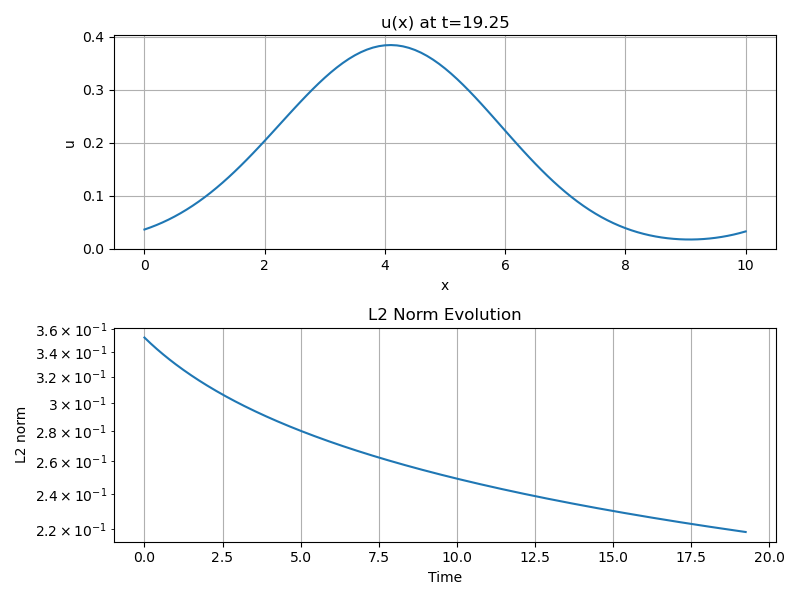 u(x) at t=19.25
0.4
0.3
0.2
0.1
0.0
u
0 2 4 6 8 10
x
L2 Norm Evolution
3.6 × 10⁻¹
3.4 × 10⁻¹
3.2 × 10⁻¹
3 × 10⁻¹
2.8 × 10⁻¹
2.6 × 10⁻¹
2.4 × 10⁻¹
2.2 × 10⁻¹
L2 norm
0.0 2.5 5.0 7.5 10.0 12.5 15.0 17.5 20.0
Time